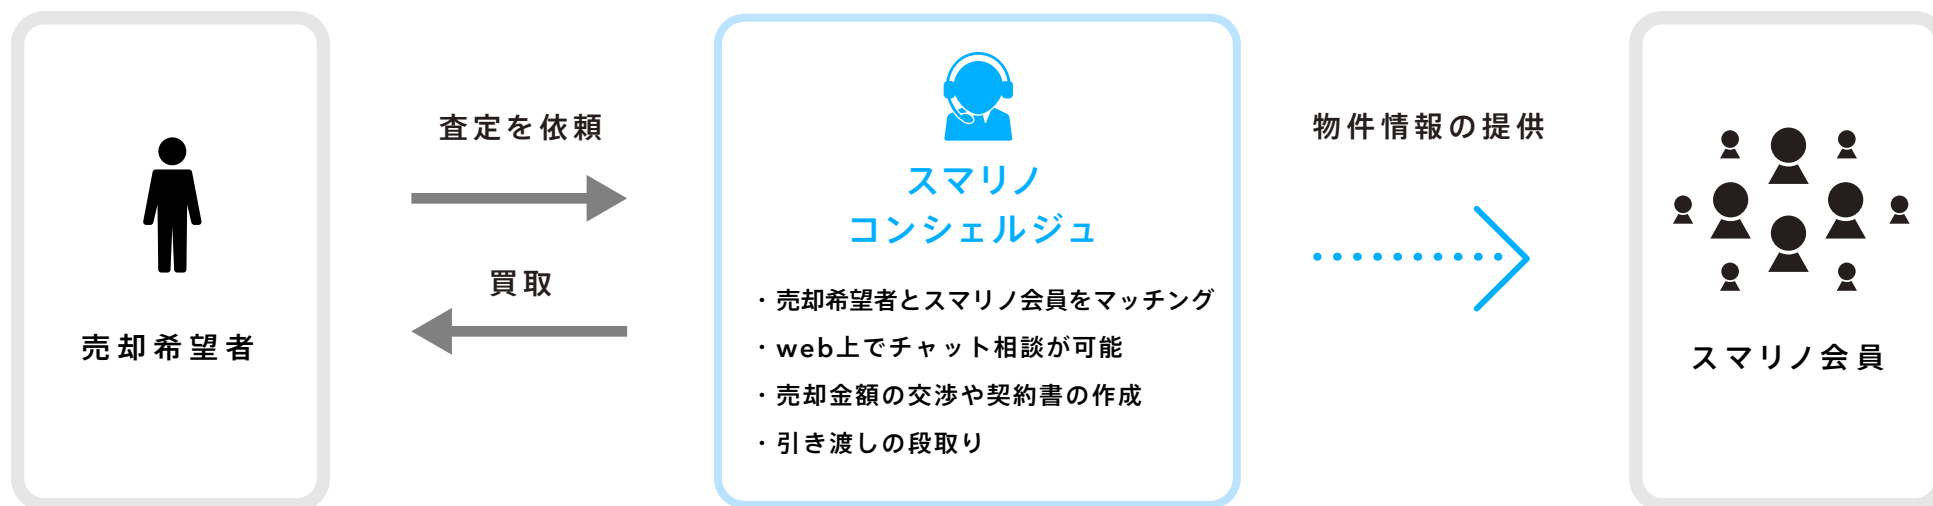 売却希望者
査定を依頼
買取
スマリノ
コンシェルジュ
・売却希望者とスマリノ会員をマッチング
・web上でチャット相談が可能
・売却金額の交渉や契約書の作成
・引き渡しの段取り
物件情報の提供
スマリノ会員